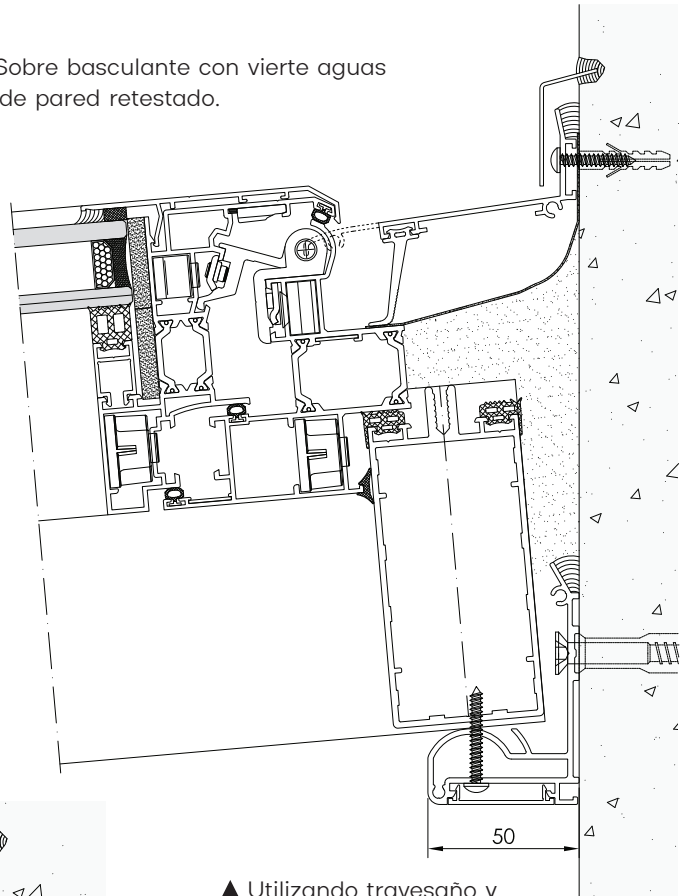 Sobre basculante con vierte aguas
de pared retestado.
50
▲ Utilizando travesaño y